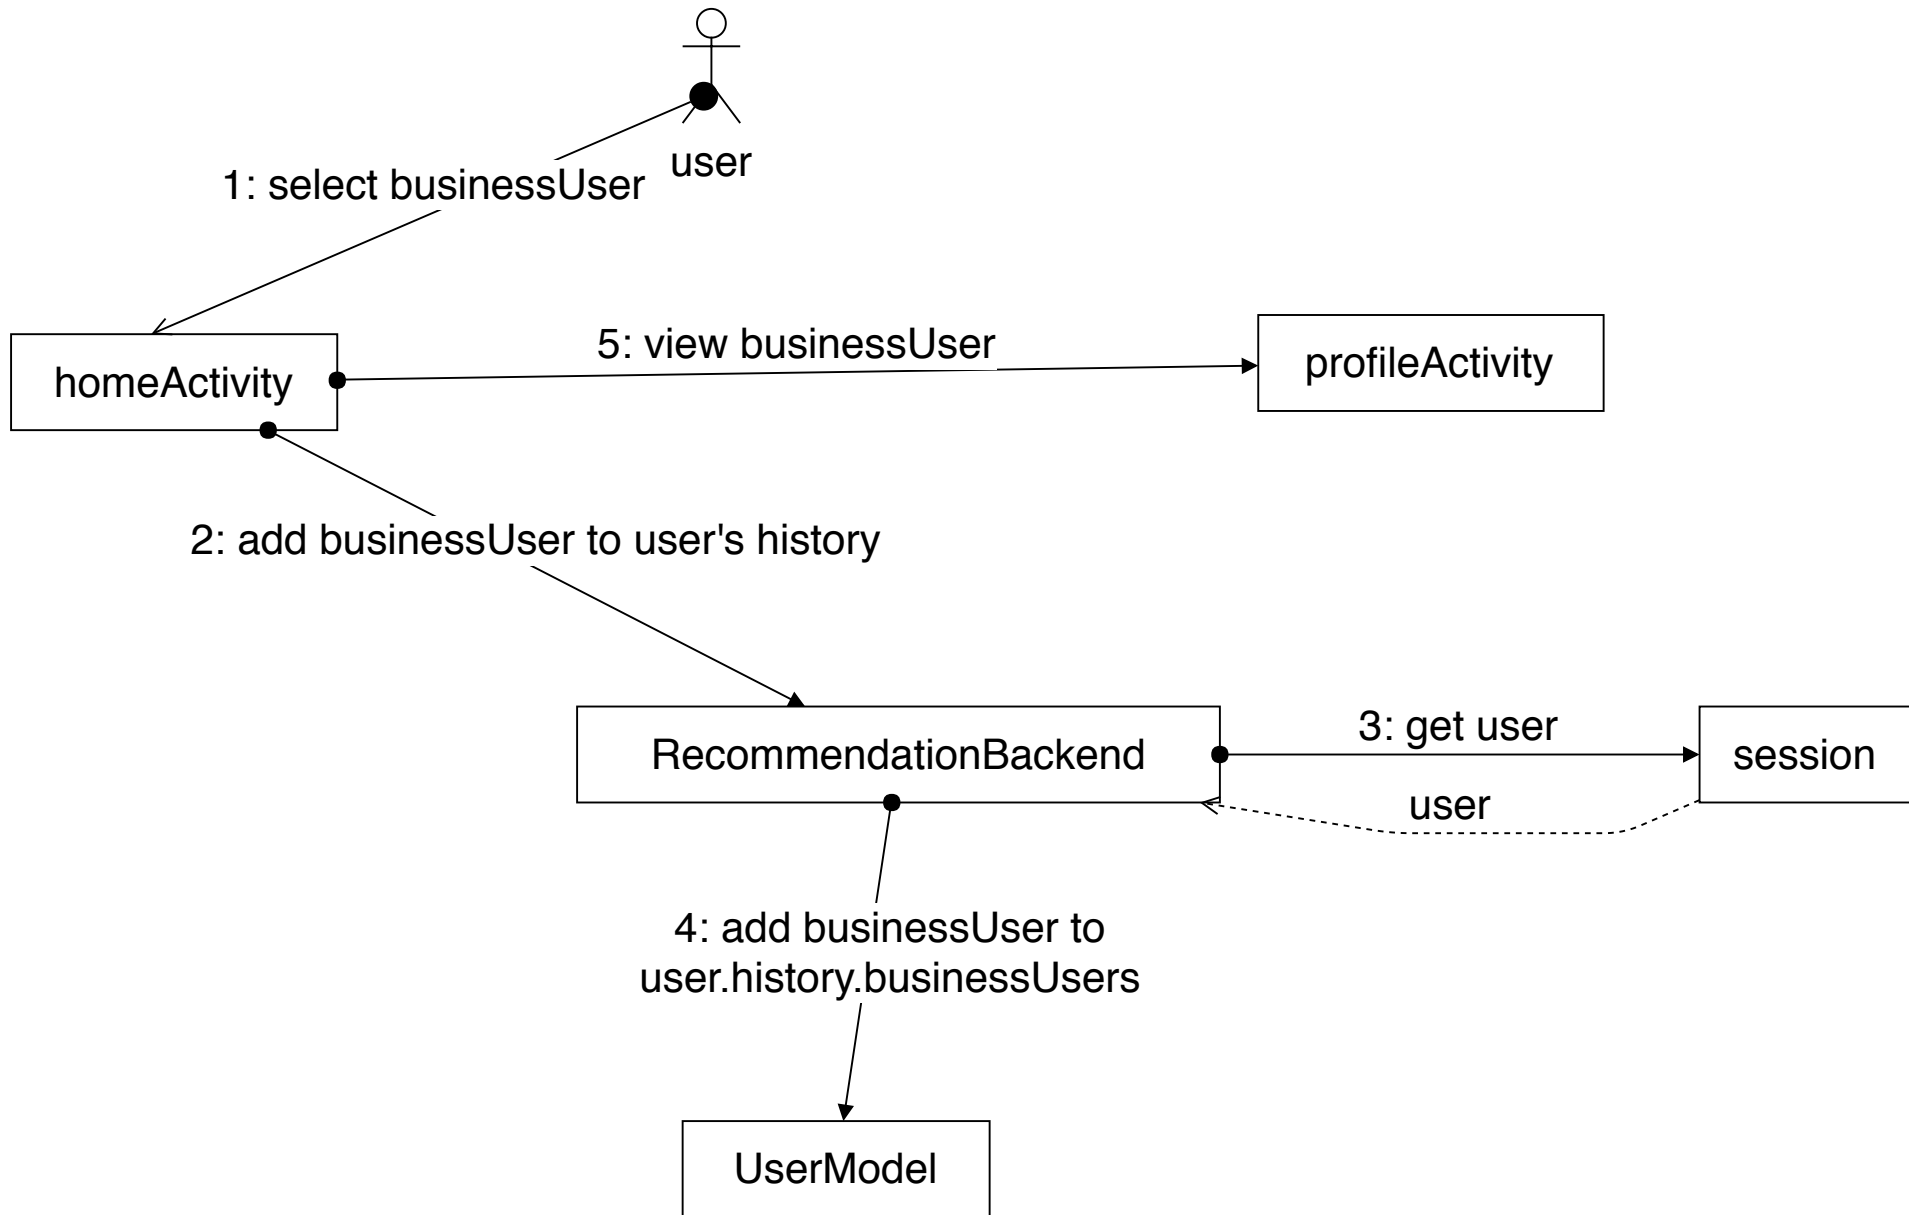 user
1: select businessUser
5: view businessUser
homeActivity
profileActivity
2: add businessUser to user's history
RecommendationBackend
3: get user
session
user
4: add businessUser to
user.history.businessUsers
UserModel